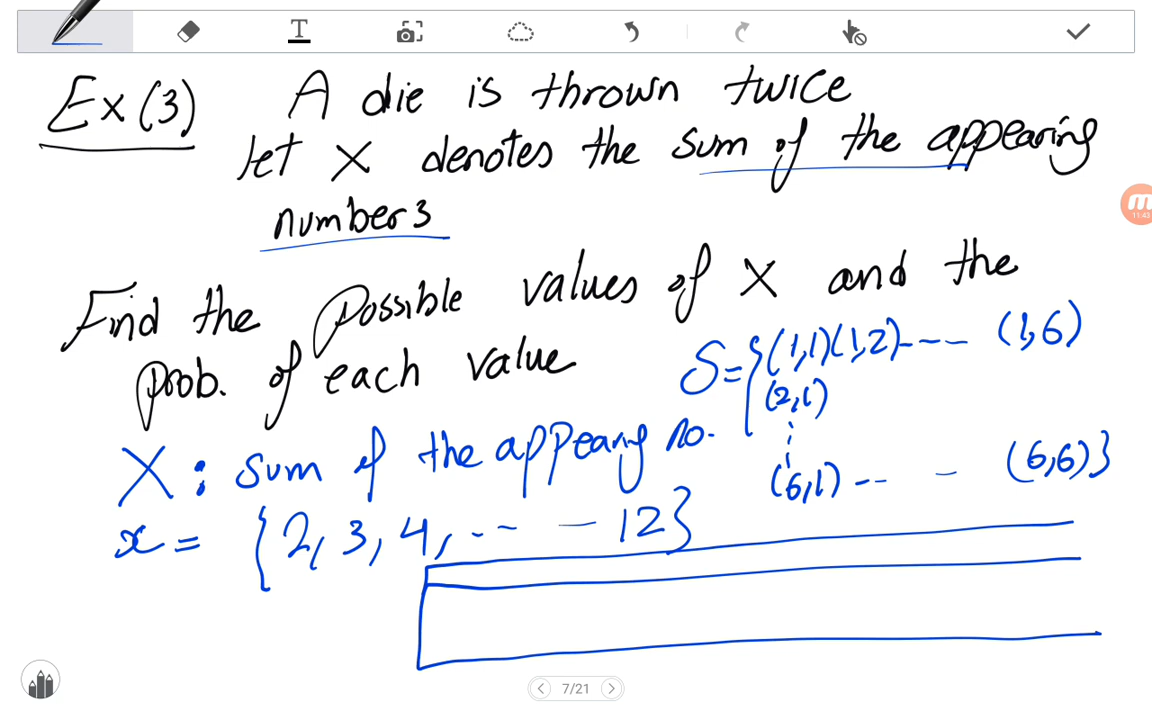 T
Ex(3) A die is thrown twice
let X denotes the sum of the appearing
numbers
11:43
Find the possible values of X and the
prob. of each value
S={(1,1)(1,2)--- (1,6)
(2,1)
(6,1)-- - (6,6)}
X: sum of the appearing no.
x = {2, 3, 4, -- - 12}
7/21